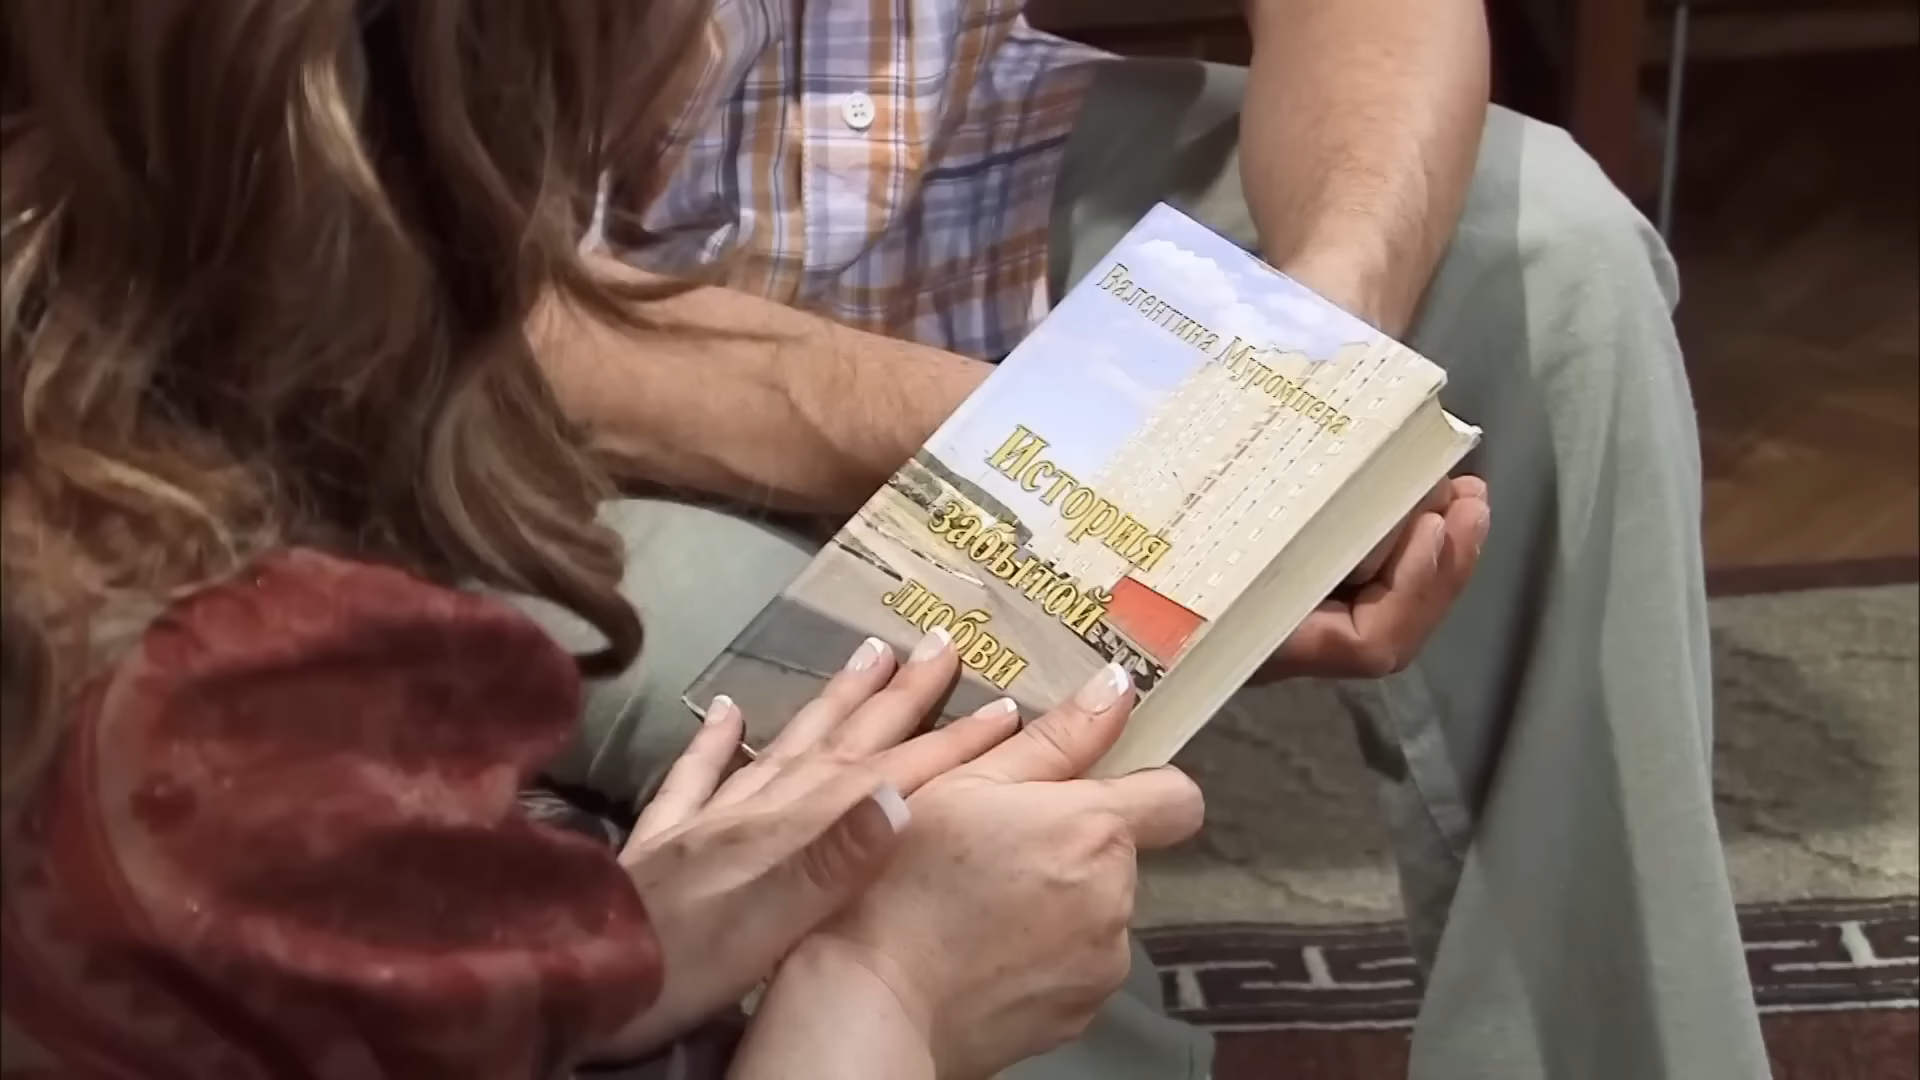 Валентина Муромцева
История
забытой
любви